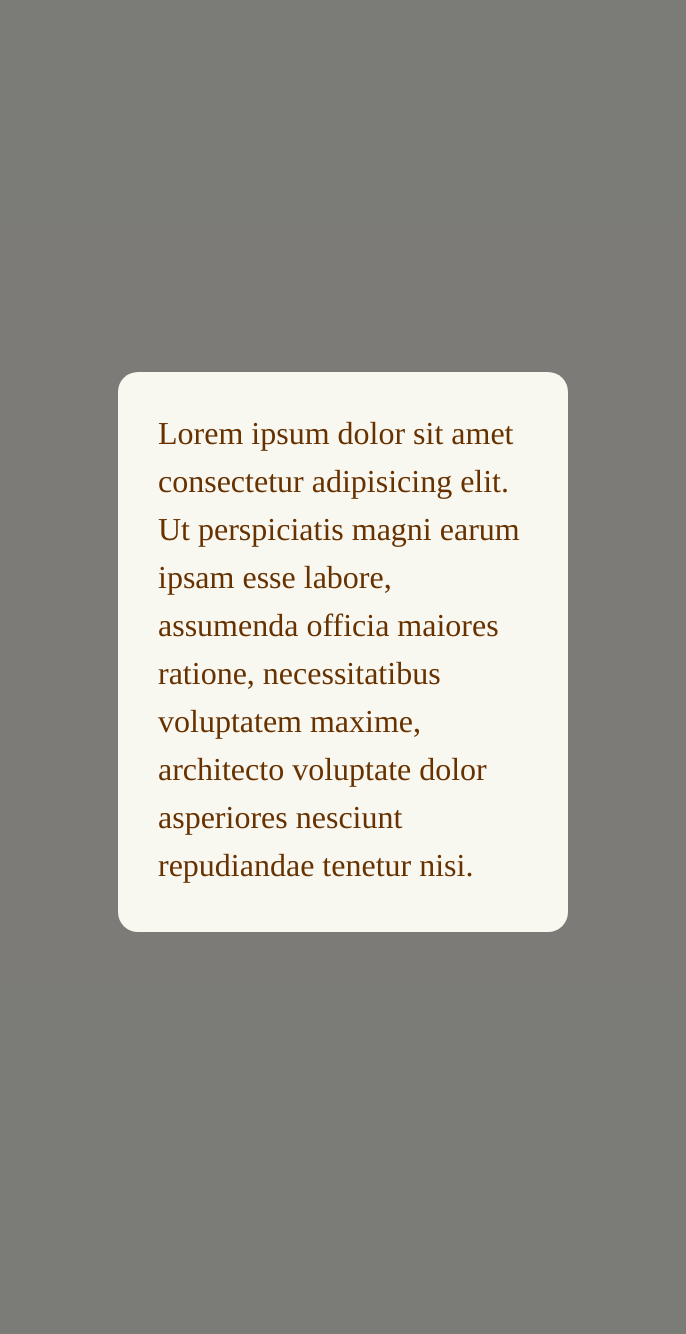 Lorem ipsum dolor sit amet
consectetur adipisicing elit.
Ut perspiciatis magni earum
ipsam esse labore,
assumenda officia maiores
ratione, necessitatibus
voluptatem maxime,
architecto voluptate dolor
asperiores nesciunt
repudiandae tenetur nisi.